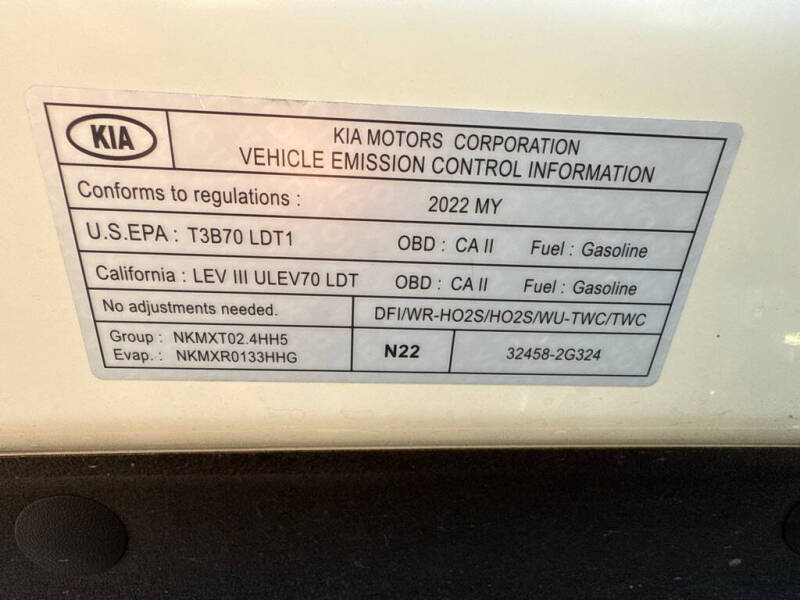 KIA
KIA MOTORS CORPORATION
VEHICLE EMISSION CONTROL INFORMATION
Conforms to regulations : 2022 MY
U.S.EPA : T3B70 LDT1 OBD : CA II Fuel : Gasoline
California : LEV III ULEV70 LDT OBD : CA II Fuel : Gasoline
No adjustments needed. DFI/WR-HO2S/HO2S/WU-TWC/TWC
Group : NKMXT02.4HH5
Evap. : NKMXR0133HHG
N22 32458-2G324